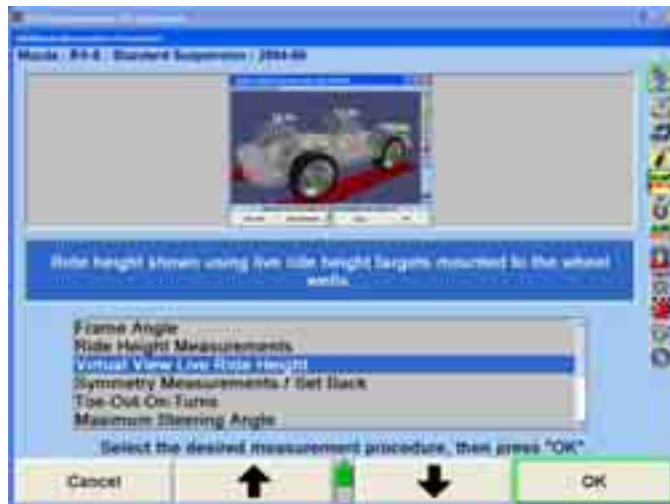 Mazda : RX-8 : Standard Suspension : 2004-06
Ride height shown using live ride height targets mounted to the wheel
wells.
Frame Angle
Ride Height Measurements
Virtual View Live Ride Height
Symmetry Measurements / Set Back
Toe-Out On Turns
Maximum Steering Angle
Select the desired measurement procedure, then press "OK"
Cancel
OK